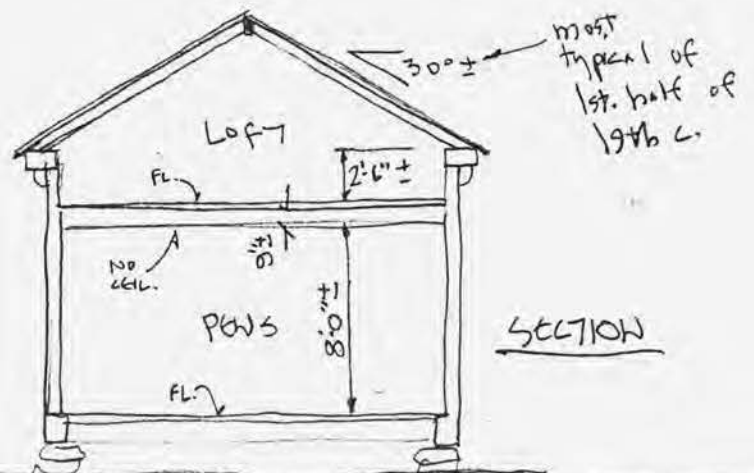 most
typical of
1st. half of
19th c.
30° ±
LOFT
2'-6" ±
FL.
9" ±
NO
CEIL.
8'-0" ±
PEWS
SECTION
FL.